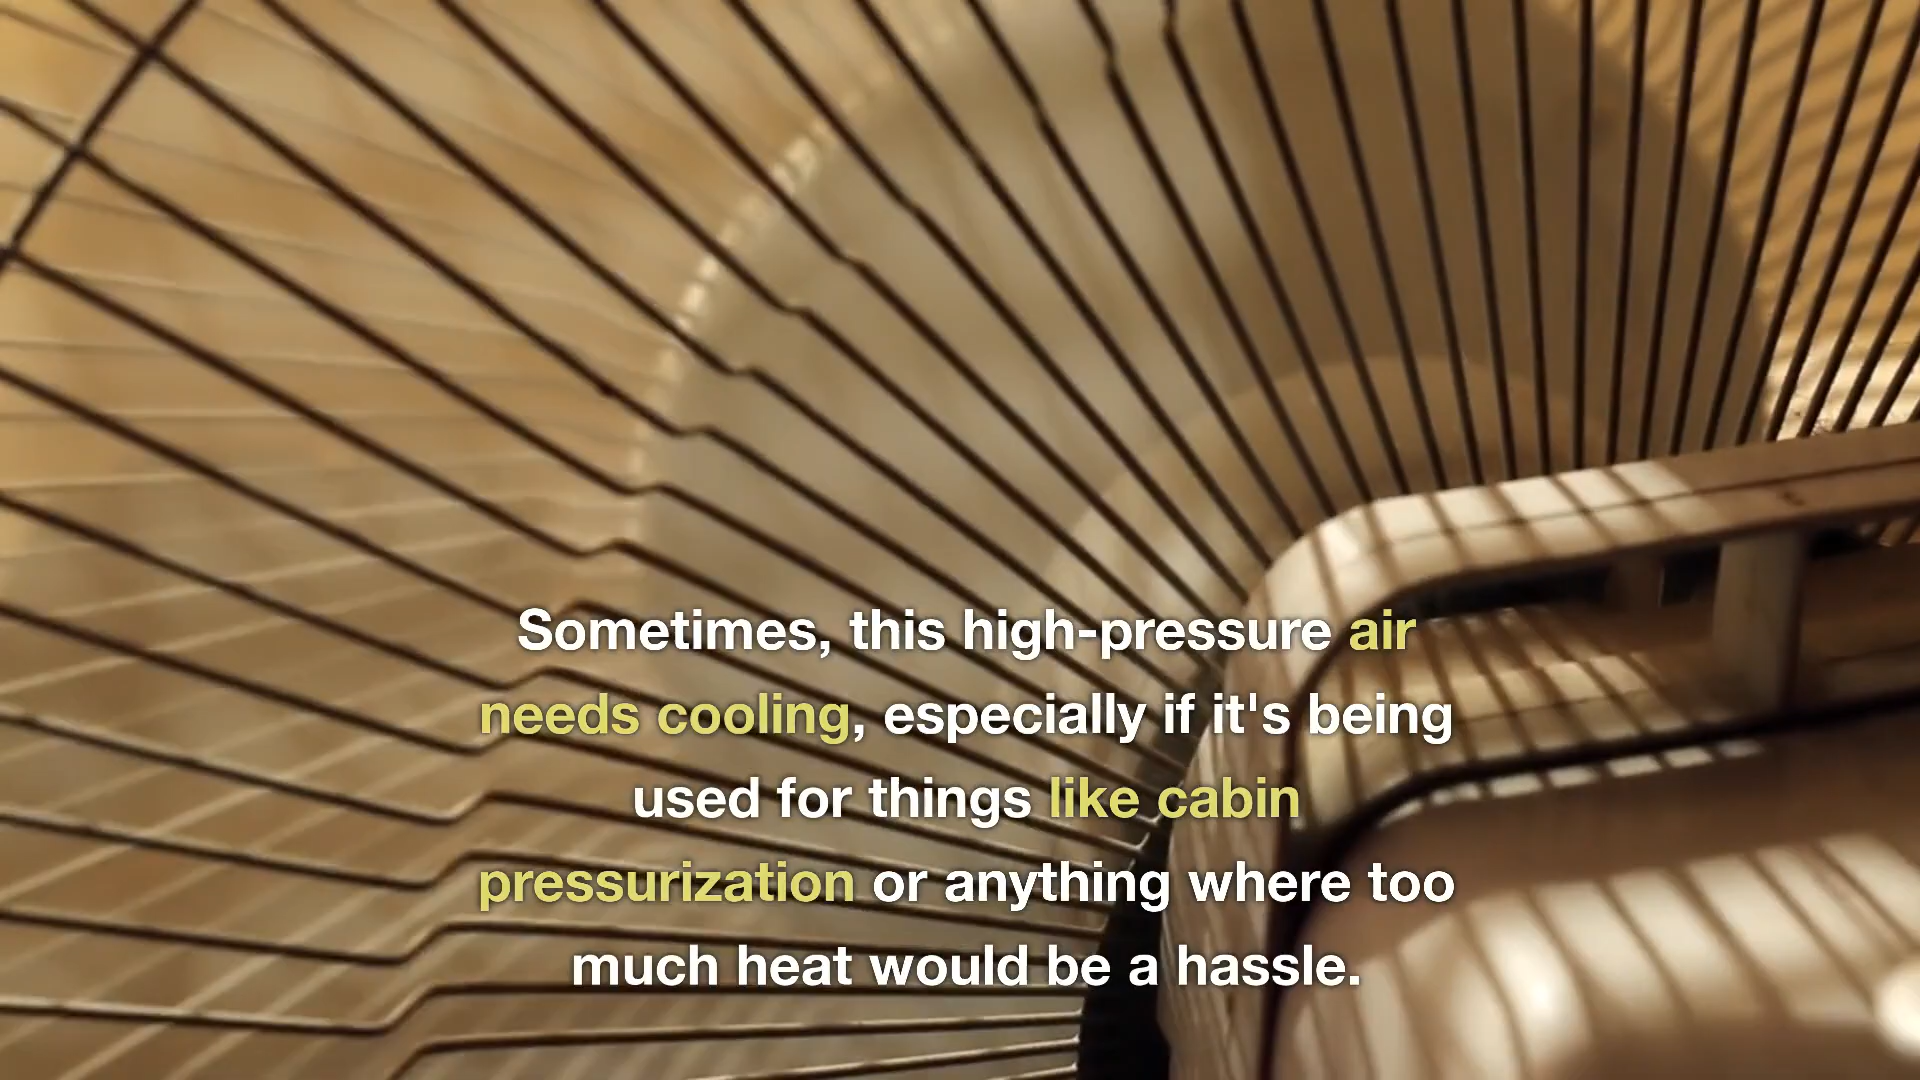 Sometimes, this high-pressure air
needs cooling, especially if it's being
used for things like cabin
pressurization or anything where too
much heat would be a hassle.